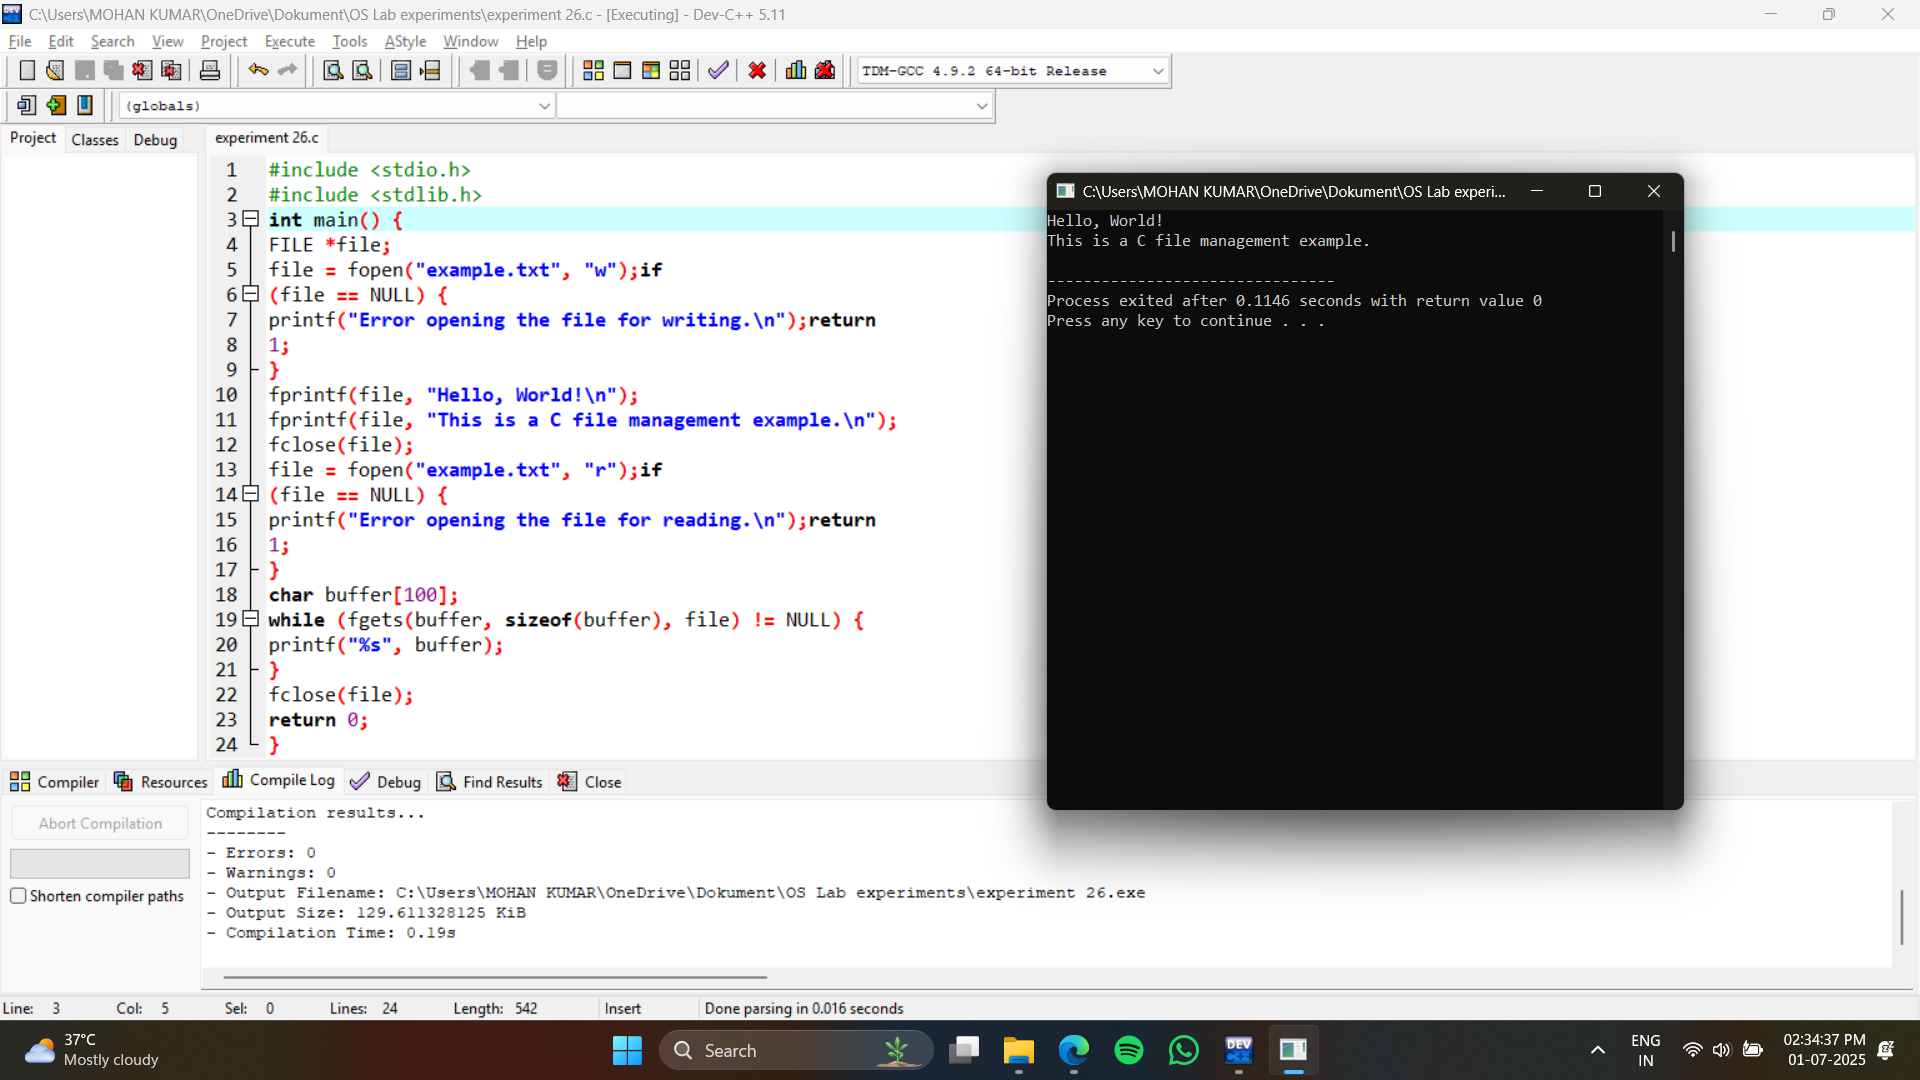 C:\Users\MOHAN KUMAR\OneDrive\Dokument\OS Lab experiments\experiment 26.c - [Executing] - Dev-C++ 5.11
File Edit Search View Project Execute Tools AStyle Window Help
TDM-GCC 4.9.2 64-bit Release
(globals)
Project Classes Debug
experiment 26.c
1 #include <stdio.h>
2 #include <stdlib.h>
3 int main() {
4 FILE *file;
5 file = fopen("example.txt", "w");if
6 (file == NULL) {
7 printf("Error opening the file for writing.\n");return
8 1;
9 }
10 fprintf(file, "Hello, World!\n");
11 fprintf(file, "This is a C file management example.\n");
12 fclose(file);
13 file = fopen("example.txt", "r");if
14 (file == NULL) {
15 printf("Error opening the file for reading.\n");return
16 1;
17 }
18 char buffer[100];
19 while (fgets(buffer, sizeof(buffer), file) != NULL) {
20 printf("%s", buffer);
21 }
22 fclose(file);
23 return 0;
24 }
C:\Users\MOHAN KUMAR\OneDrive\Dokument\OS Lab experi...
Hello, World!
This is a C file management example.
--------------------------------
Process exited after 0.1146 seconds with return value 0
Press any key to continue . . .
Compiler Resources Compile Log Debug Find Results Close
Abort Compilation
Shorten compiler paths
Compilation results...
--------
- Errors: 0
- Warnings: 0
- Output Filename: C:\Users\MOHAN KUMAR\OneDrive\Dokument\OS Lab experiments\experiment 26.exe
- Output Size: 129.611328125 KiB
- Compilation Time: 0.19s
Line: 3 Col: 5 Sel: 0 Lines: 24 Length: 542 Insert Done parsing in 0.016 seconds
37°C
Mostly cloudy
Search
DEV
ENG
IN
02:34:37 PM
01-07-2025